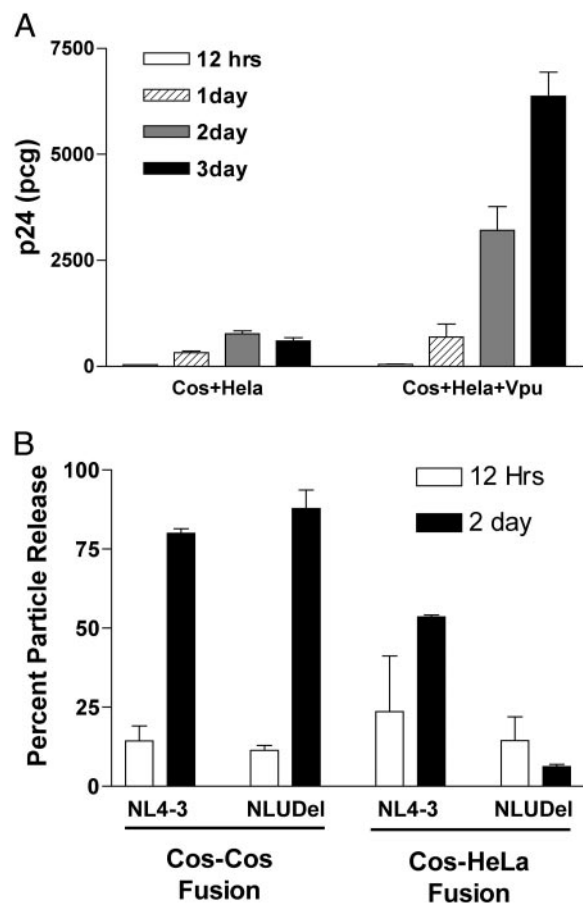 A
7500
5000
2500
0
p24 (pcg)
12 hrs
1day
2day
3day
Cos+Hela
Cos+Hela+Vpu
B
100
75
50
25
0
Percent Particle Release
12 Hrs
2 day
NL4-3
NLUDel
NL4-3
NLUDel
Cos-Cos
Fusion
Cos-HeLa
Fusion